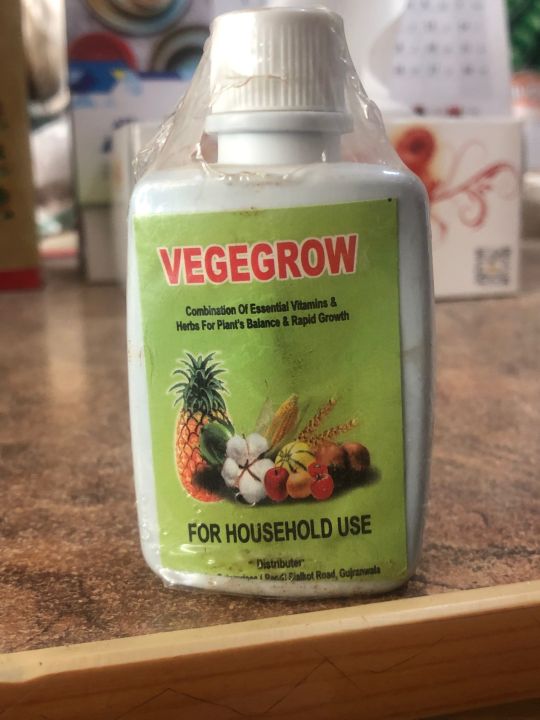 VEGEGROW
Combination Of Essential Vitamins &
Herbs For Plant's Balance & Rapid Growth
FOR HOUSEHOLD USE
Distributer
Sialkot Road, Gujranwala